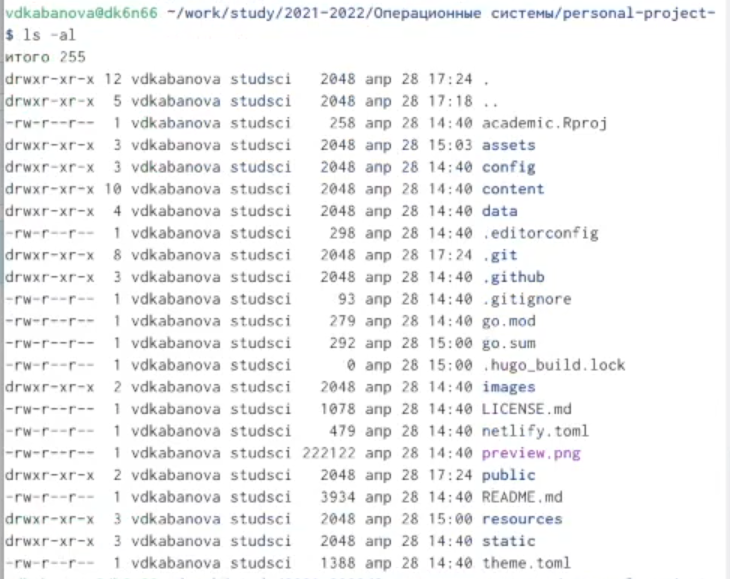 vdkabanova@dk6n66 ~/work/study/2021-2022/Операционные системы/personal-project-
$ ls -al
итого 255
drwxr-xr-x 12 vdkabanova studsci   2048 апр 28 17:24 .
drwxr-xr-x  5 vdkabanova studsci   2048 апр 28 17:18 ..
-rw-r--r--  1 vdkabanova studsci    258 апр 28 14:40 academic.Rproj
drwxr-xr-x  3 vdkabanova studsci   2048 апр 28 15:03 assets
drwxr-xr-x  3 vdkabanova studsci   2048 апр 28 14:40 config
drwxr-xr-x 10 vdkabanova studsci   2048 апр 28 14:40 content
drwxr-xr-x  4 vdkabanova studsci   2048 апр 28 14:40 data
-rw-r--r--  1 vdkabanova studsci    298 апр 28 14:40 .editorconfig
drwxr-xr-x  8 vdkabanova studsci   2048 апр 28 17:24 .git
drwxr-xr-x  3 vdkabanova studsci   2048 апр 28 14:40 .github
-rw-r--r--  1 vdkabanova studsci     93 апр 28 14:40 .gitignore
-rw-r--r--  1 vdkabanova studsci    279 апр 28 14:40 go.mod
-rw-r--r--  1 vdkabanova studsci    292 апр 28 15:00 go.sum
-rw-r--r--  1 vdkabanova studsci      0 апр 28 15:00 .hugo_build.lock
drwxr-xr-x  2 vdkabanova studsci   2048 апр 28 14:40 images
-rw-r--r--  1 vdkabanova studsci   1078 апр 28 14:40 LICENSE.md
-rw-r--r--  1 vdkabanova studsci    479 апр 28 14:40 netlify.toml
-rw-r--r--  1 vdkabanova studsci 222122 апр 28 14:40 preview.png
drwxr-xr-x  2 vdkabanova studsci   2048 апр 28 17:24 public
-rw-r--r--  1 vdkabanova studsci   3934 апр 28 14:40 README.md
drwxr-xr-x  3 vdkabanova studsci   2048 апр 28 15:00 resources
drwxr-xr-x  3 vdkabanova studsci   2048 апр 28 14:40 static
-rw-r--r--  1 vdkabanova studsci   1388 апр 28 14:40 theme.toml